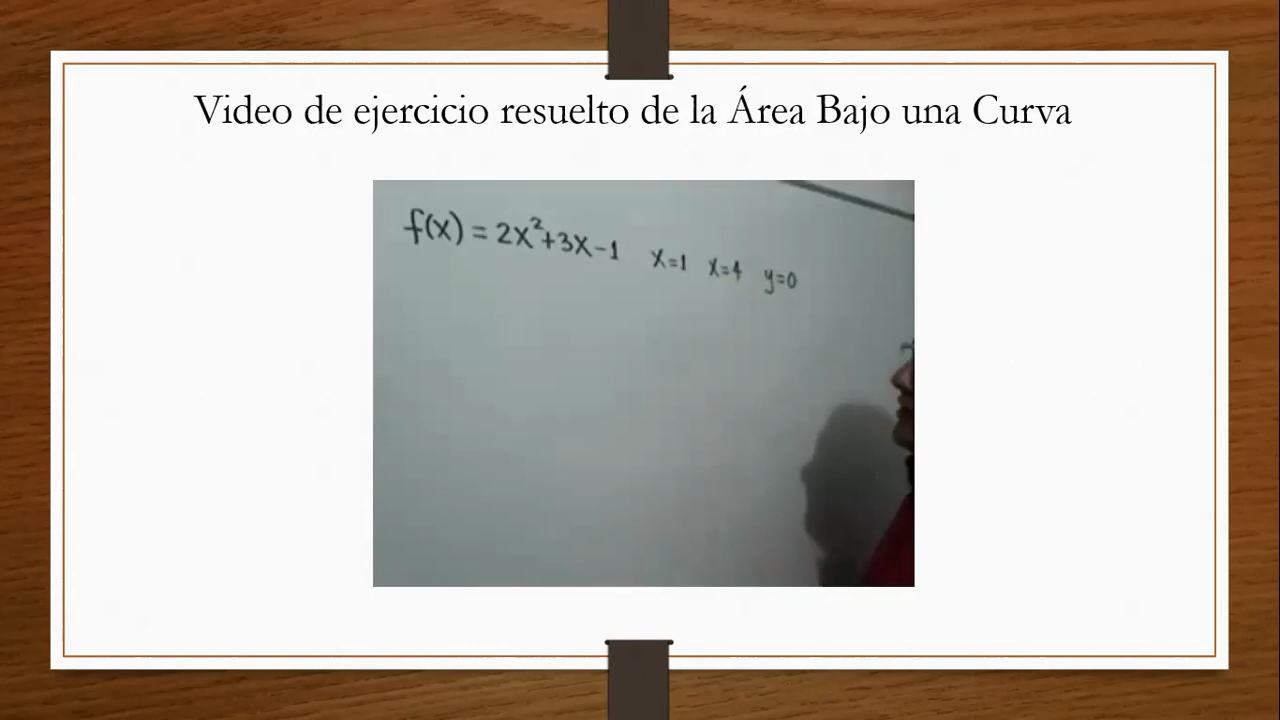 Video de ejercicio resuelto de la Área Bajo una Curva
f(x) = 2x²+3x-1 x=1 x=4 y=0